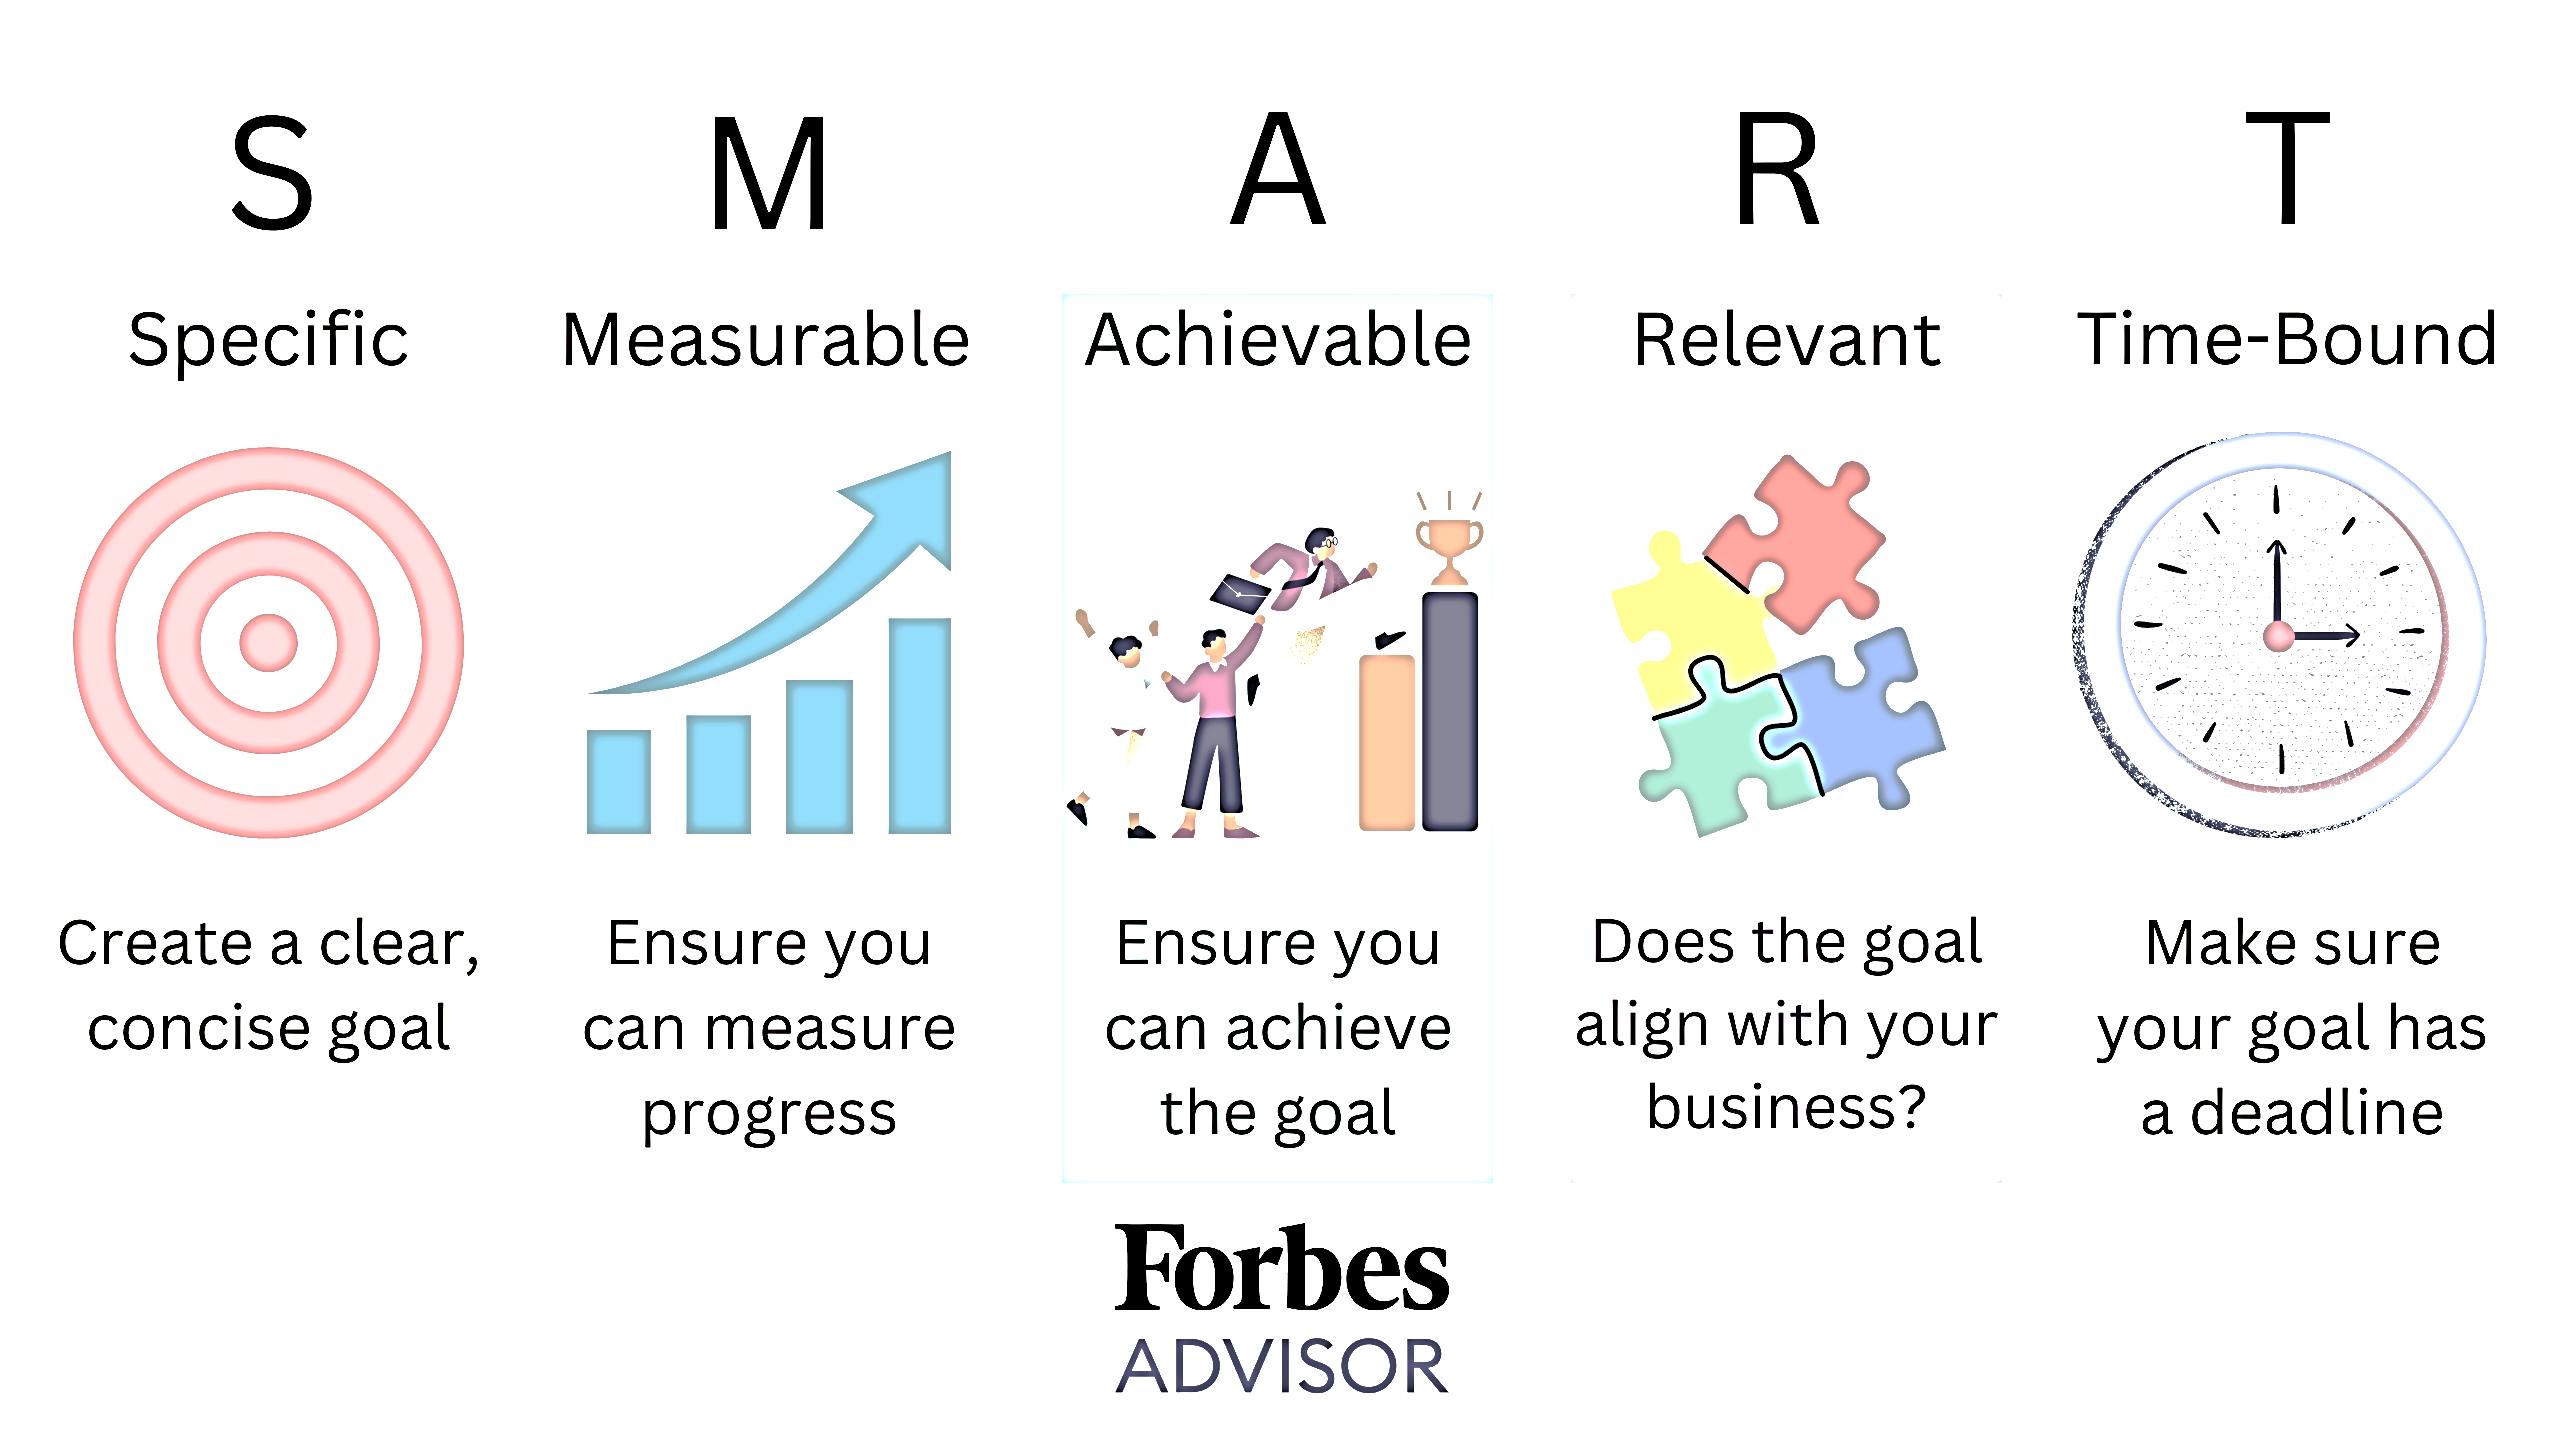 S
M
A
R
T
Specific
Measurable
Achievable
Relevant
Time-Bound
Create a clear,
concise goal
Ensure you
can measure
progress
Ensure you
can achieve
the goal
Does the goal
align with your
business?
Make sure
your goal has
a deadline
Forbes
ADVISOR